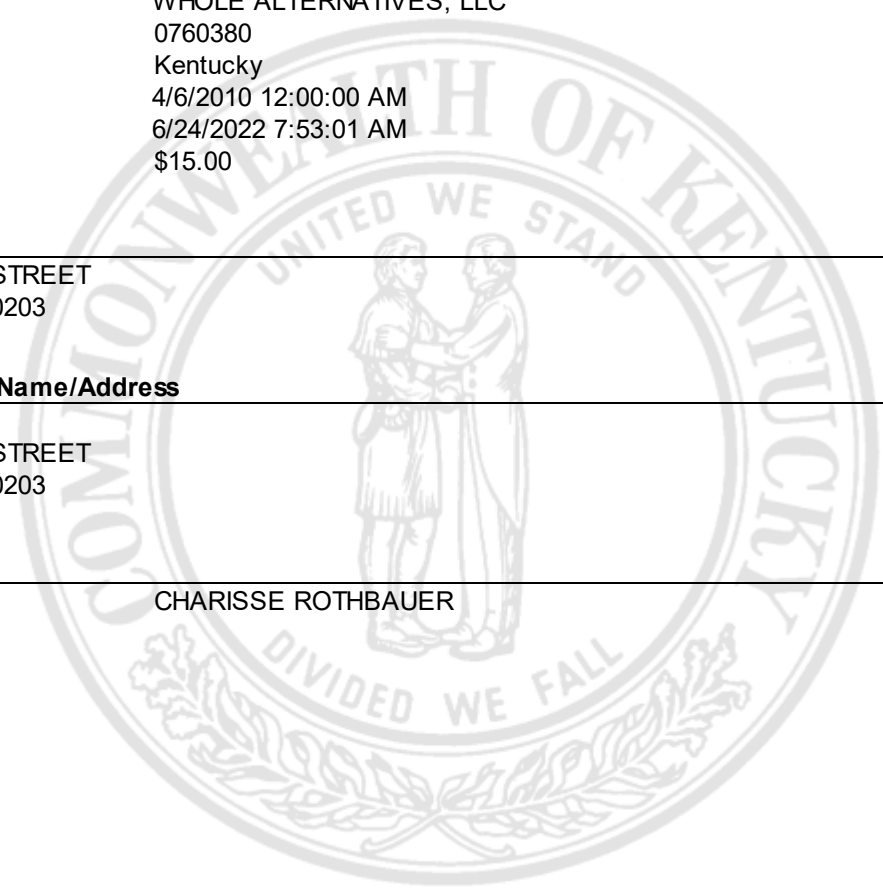 WHOLE ALTERNATIVES, LLC
0760380
Kentucky
4/6/2010 12:00:00 AM
6/24/2022 7:53:01 AM
$15.00
STREET
0203
Name/Address
STREET
0203
CHARISSE ROTHBAUER
COMMONWEALTH OF KENTUCKY
UNITED WE STAND
DIVIDED WE FALL